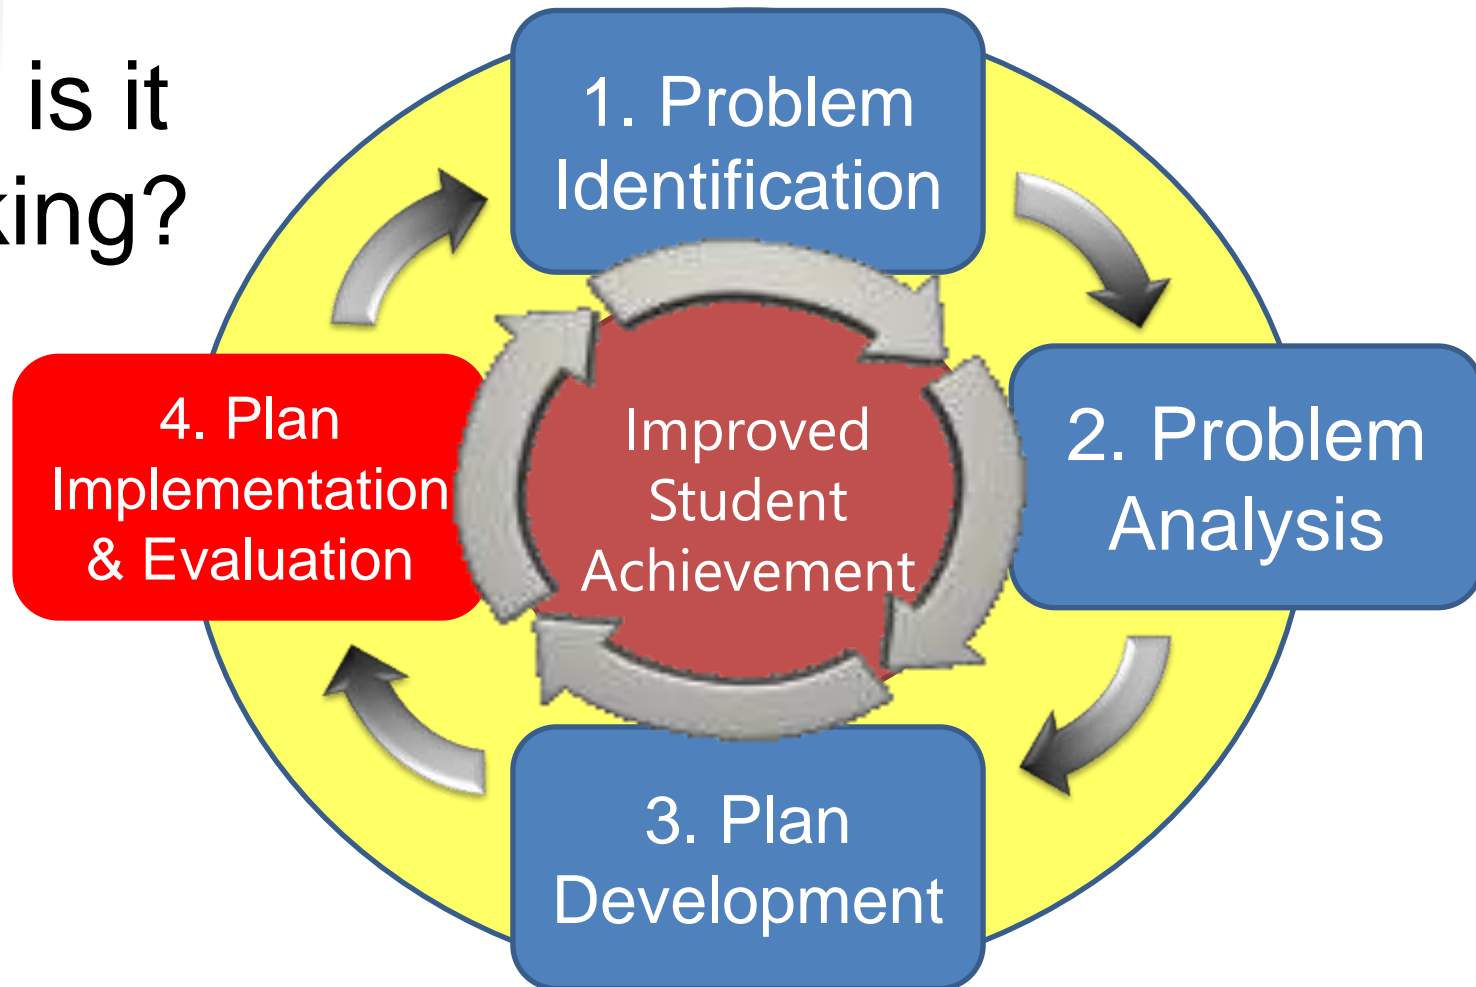 is it
king?
1. Problem
Identification
2. Problem
Analysis
3. Plan
Development
4. Plan
Implementation
& Evaluation
Improved
Student
Achievement